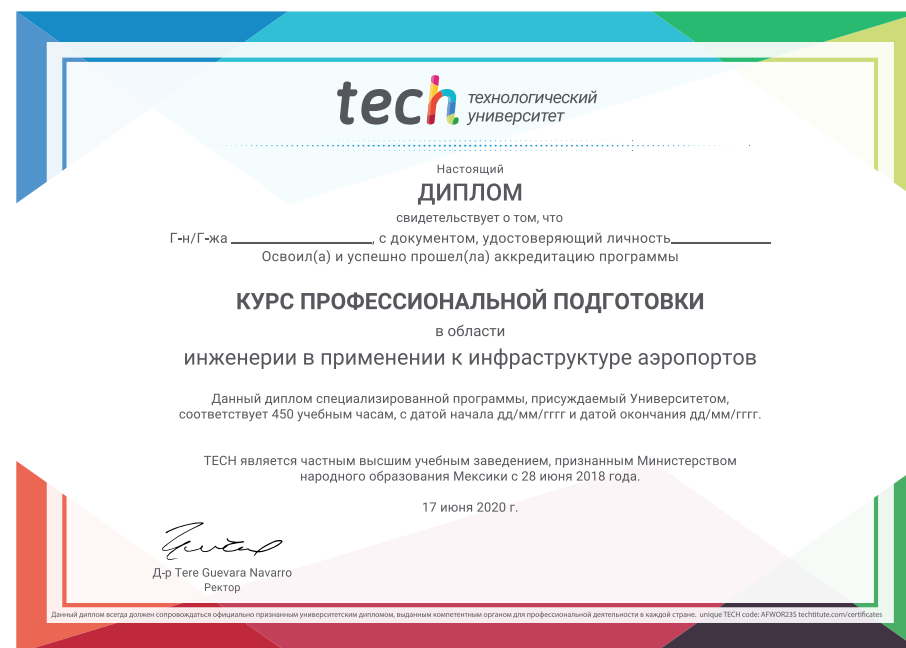 tech технологический
университет
Настоящий
ДИПЛОМ
свидетельствует о том, что
Г-н/Г-жа ____________________, с документом, удостоверяющий личность______________
Освоил(а) и успешно прошел(ла) аккредитацию программы
КУРС ПРОФЕССИОНАЛЬНОЙ ПОДГОТОВКИ
в области
инженерии в применении к инфраструктуре аэропортов
Данный диплом специализированной программы, присуждаемый Университетом,
соответствует 450 учебным часам, с датой начала дд/мм/гггг и датой окончания дд/мм/гггг.
TECH является частным высшим учебным заведением, признанным Министерством
народного образования Мексики с 28 июня 2018 года.
17 июня 2020 г.
Д-р Tere Guevara Navarro
Ректор
Данный диплом всегда должен сопровождаться официально признанным университетским дипломом, выданным компетентным органом для профессиональной деятельности в каждой стране. unique TECH code: AFWOR23S techtitute.com/certificates